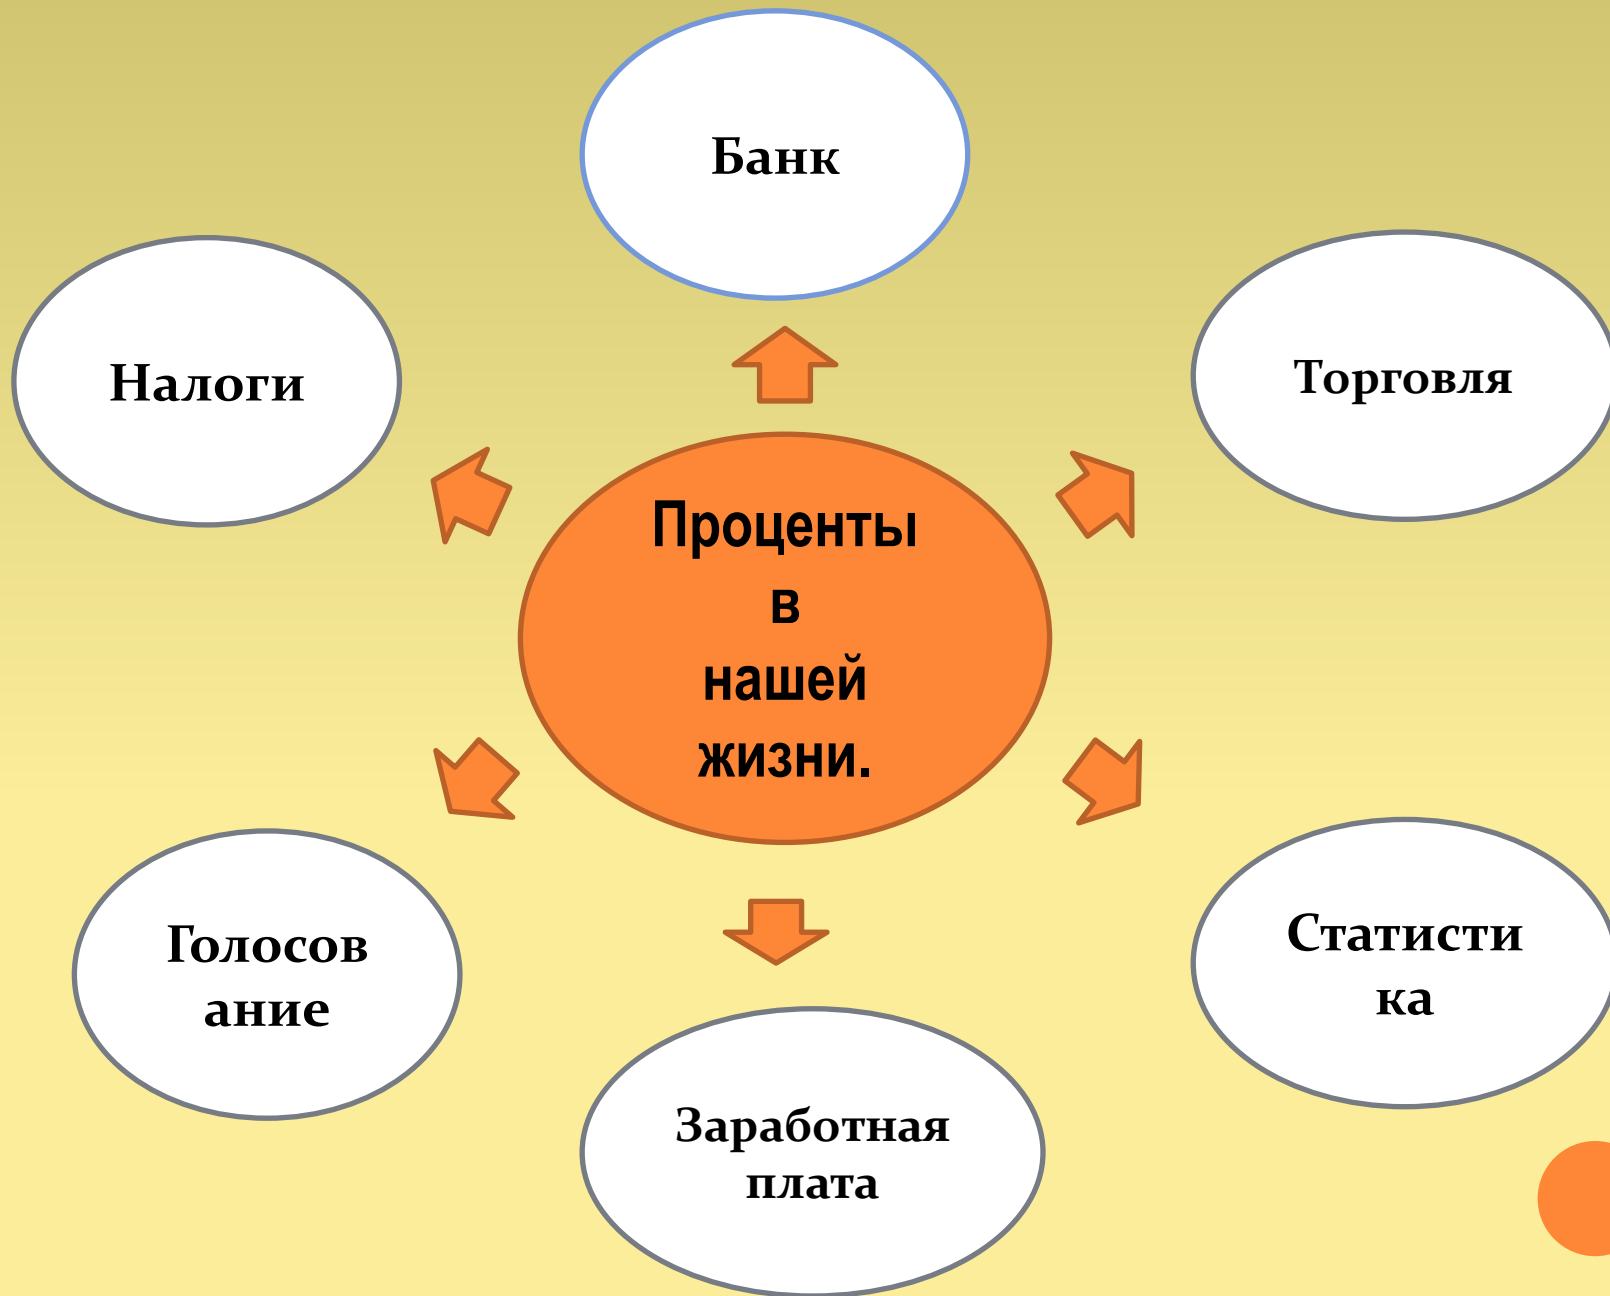 Банк
Налоги
Торговля
Проценты
в
нашей
жизни.
Голосов
ание
Статисти
ка
Заработная
плата